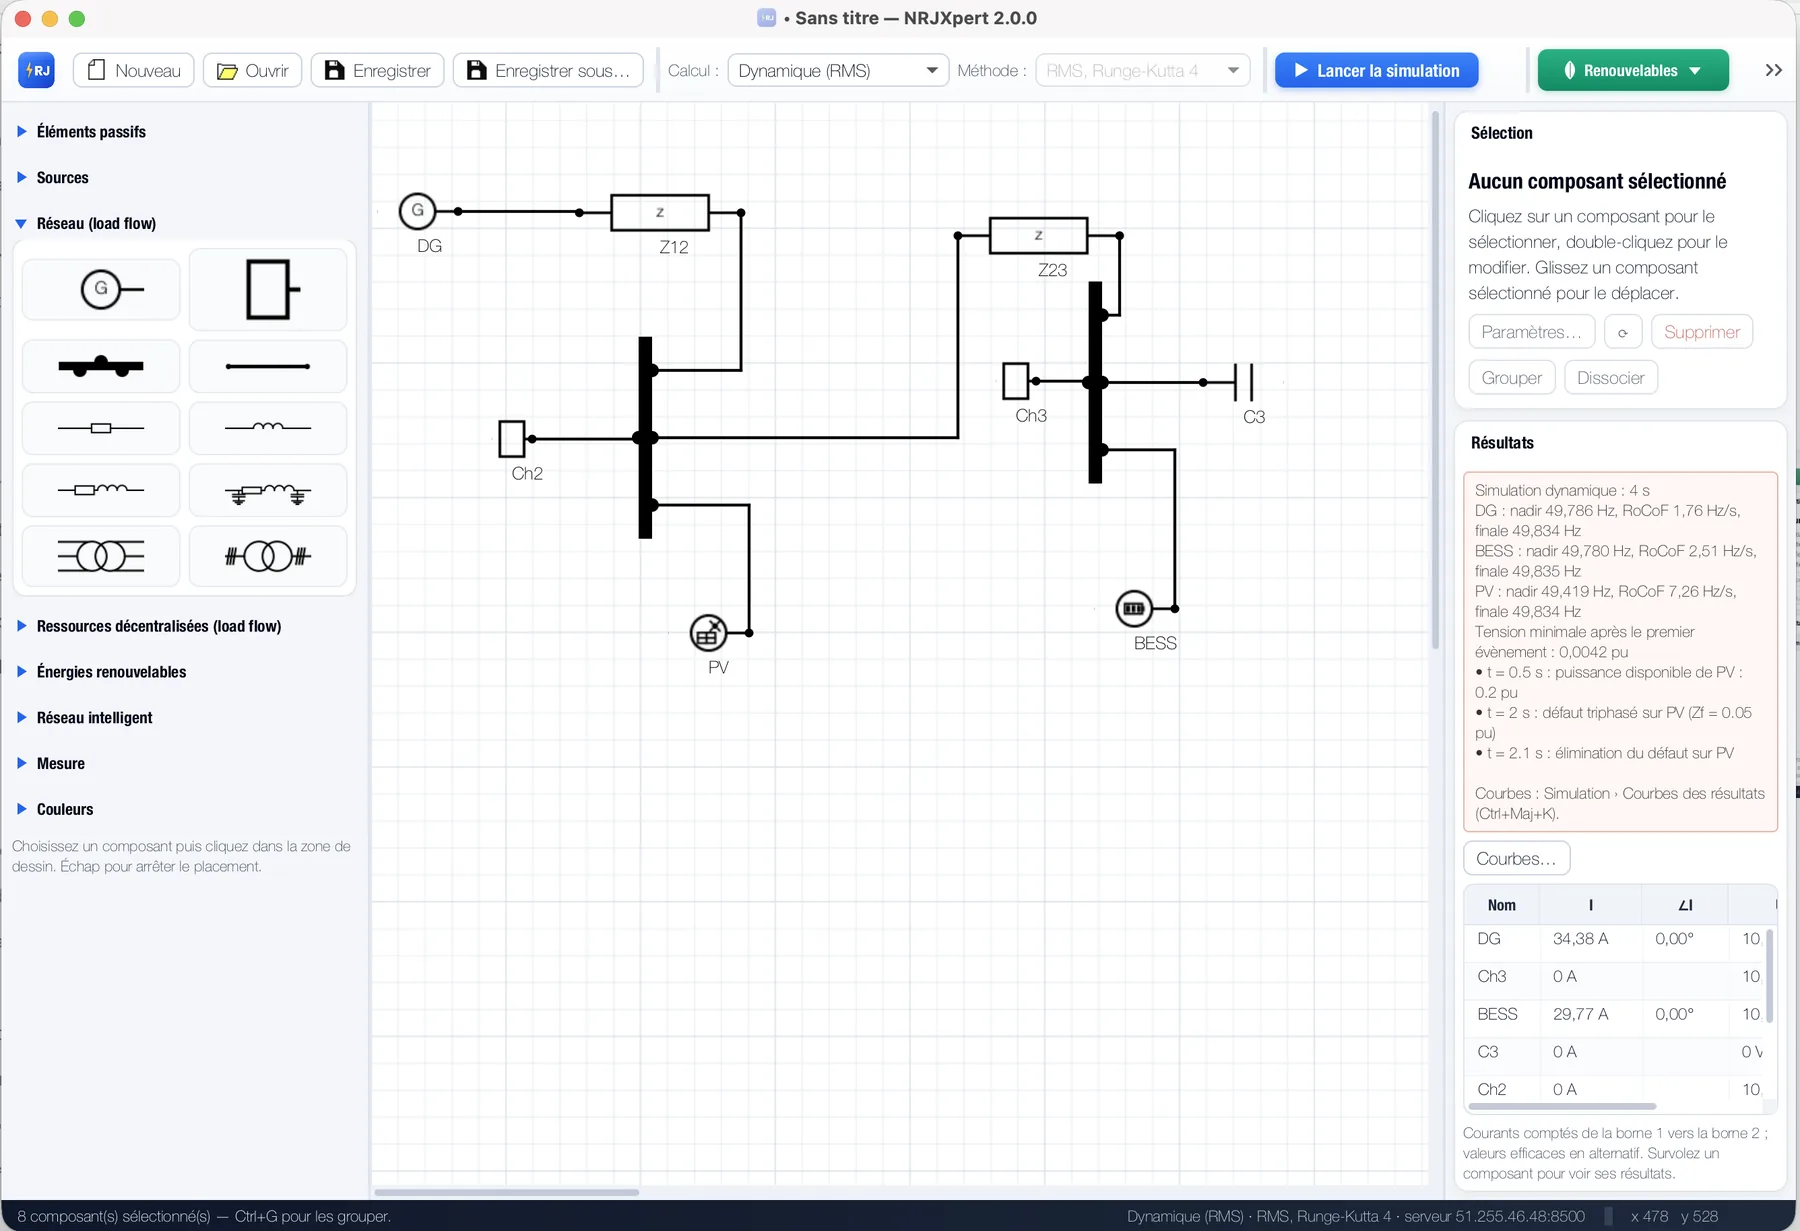 • Sans titre — NRJXpert 2.0.0
RJ
Nouveau
Ouvrir
Enregistrer
Enregistrer sous…
Calcul :
Dynamique (RMS)
Méthode :
RMS, Runge-Kutta 4
Lancer la simulation
Renouvelables
Éléments passifs
Sources
Réseau (load flow)
G
Ressources décentralisées (load flow)
Énergies renouvelables
Réseau intelligent
Mesure
Couleurs
Choisissez un composant puis cliquez dans la zone de
dessin. Échap pour arrêter le placement.
G
DG
z
Z12
z
Z23
Ch3
C3
Ch2
PV
BESS
Sélection
Aucun composant sélectionné
Cliquez sur un composant pour le
sélectionner, double-cliquez pour le
modifier. Glissez un composant
sélectionné pour le déplacer.
Paramètres…
Supprimer
Grouper
Dissocier
Résultats
Simulation dynamique : 4 s
DG : nadir 49,786 Hz, RoCoF 1,76 Hz/s,
finale 49,834 Hz
BESS : nadir 49,780 Hz, RoCoF 2,51 Hz/s,
finale 49,835 Hz
PV : nadir 49,419 Hz, RoCoF 7,26 Hz/s,
finale 49,834 Hz
Tension minimale après le premier
évènement : 0,0042 pu
• t = 0.5 s : puissance disponible de PV :
0.2 pu
• t = 2 s : défaut triphasé sur PV (Zf = 0.05
pu)
• t = 2.1 s : élimination du défaut sur PV
Courbes : Simulation › Courbes des résultats
(Ctrl+Maj+K).
Courbes…
Nom I ∠I
DG 34,38 A 0,00° 10
Ch3 0 A 10
BESS 29,77 A 0,00° 10
C3 0 A 0 V
Ch2 0 A 10
Courants comptés de la borne 1 vers la borne 2 ;
valeurs efficaces en alternatif. Survolez un
composant pour voir ses résultats.
8 composant(s) sélectionné(s) — Ctrl+G pour les grouper.
Dynamique (RMS) · RMS, Runge-Kutta 4 · serveur 51.255.46.48:8500
x 478 y 528